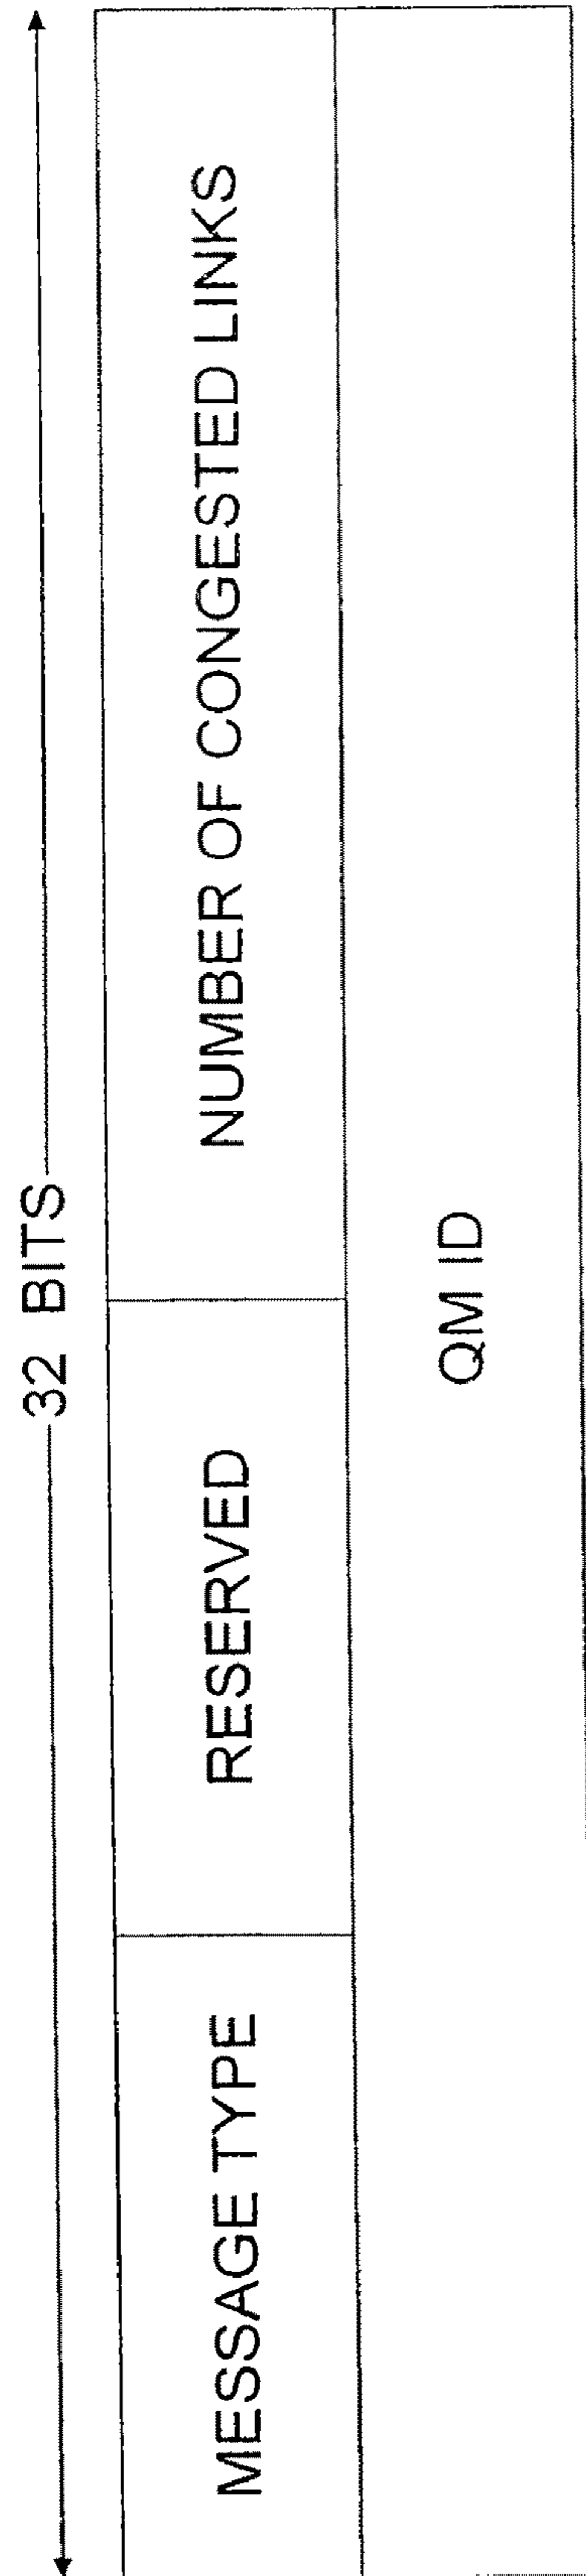 32 BITS
MESSAGE TYPE
RESERVED
NUMBER OF CONGESTED LINKS
QM ID